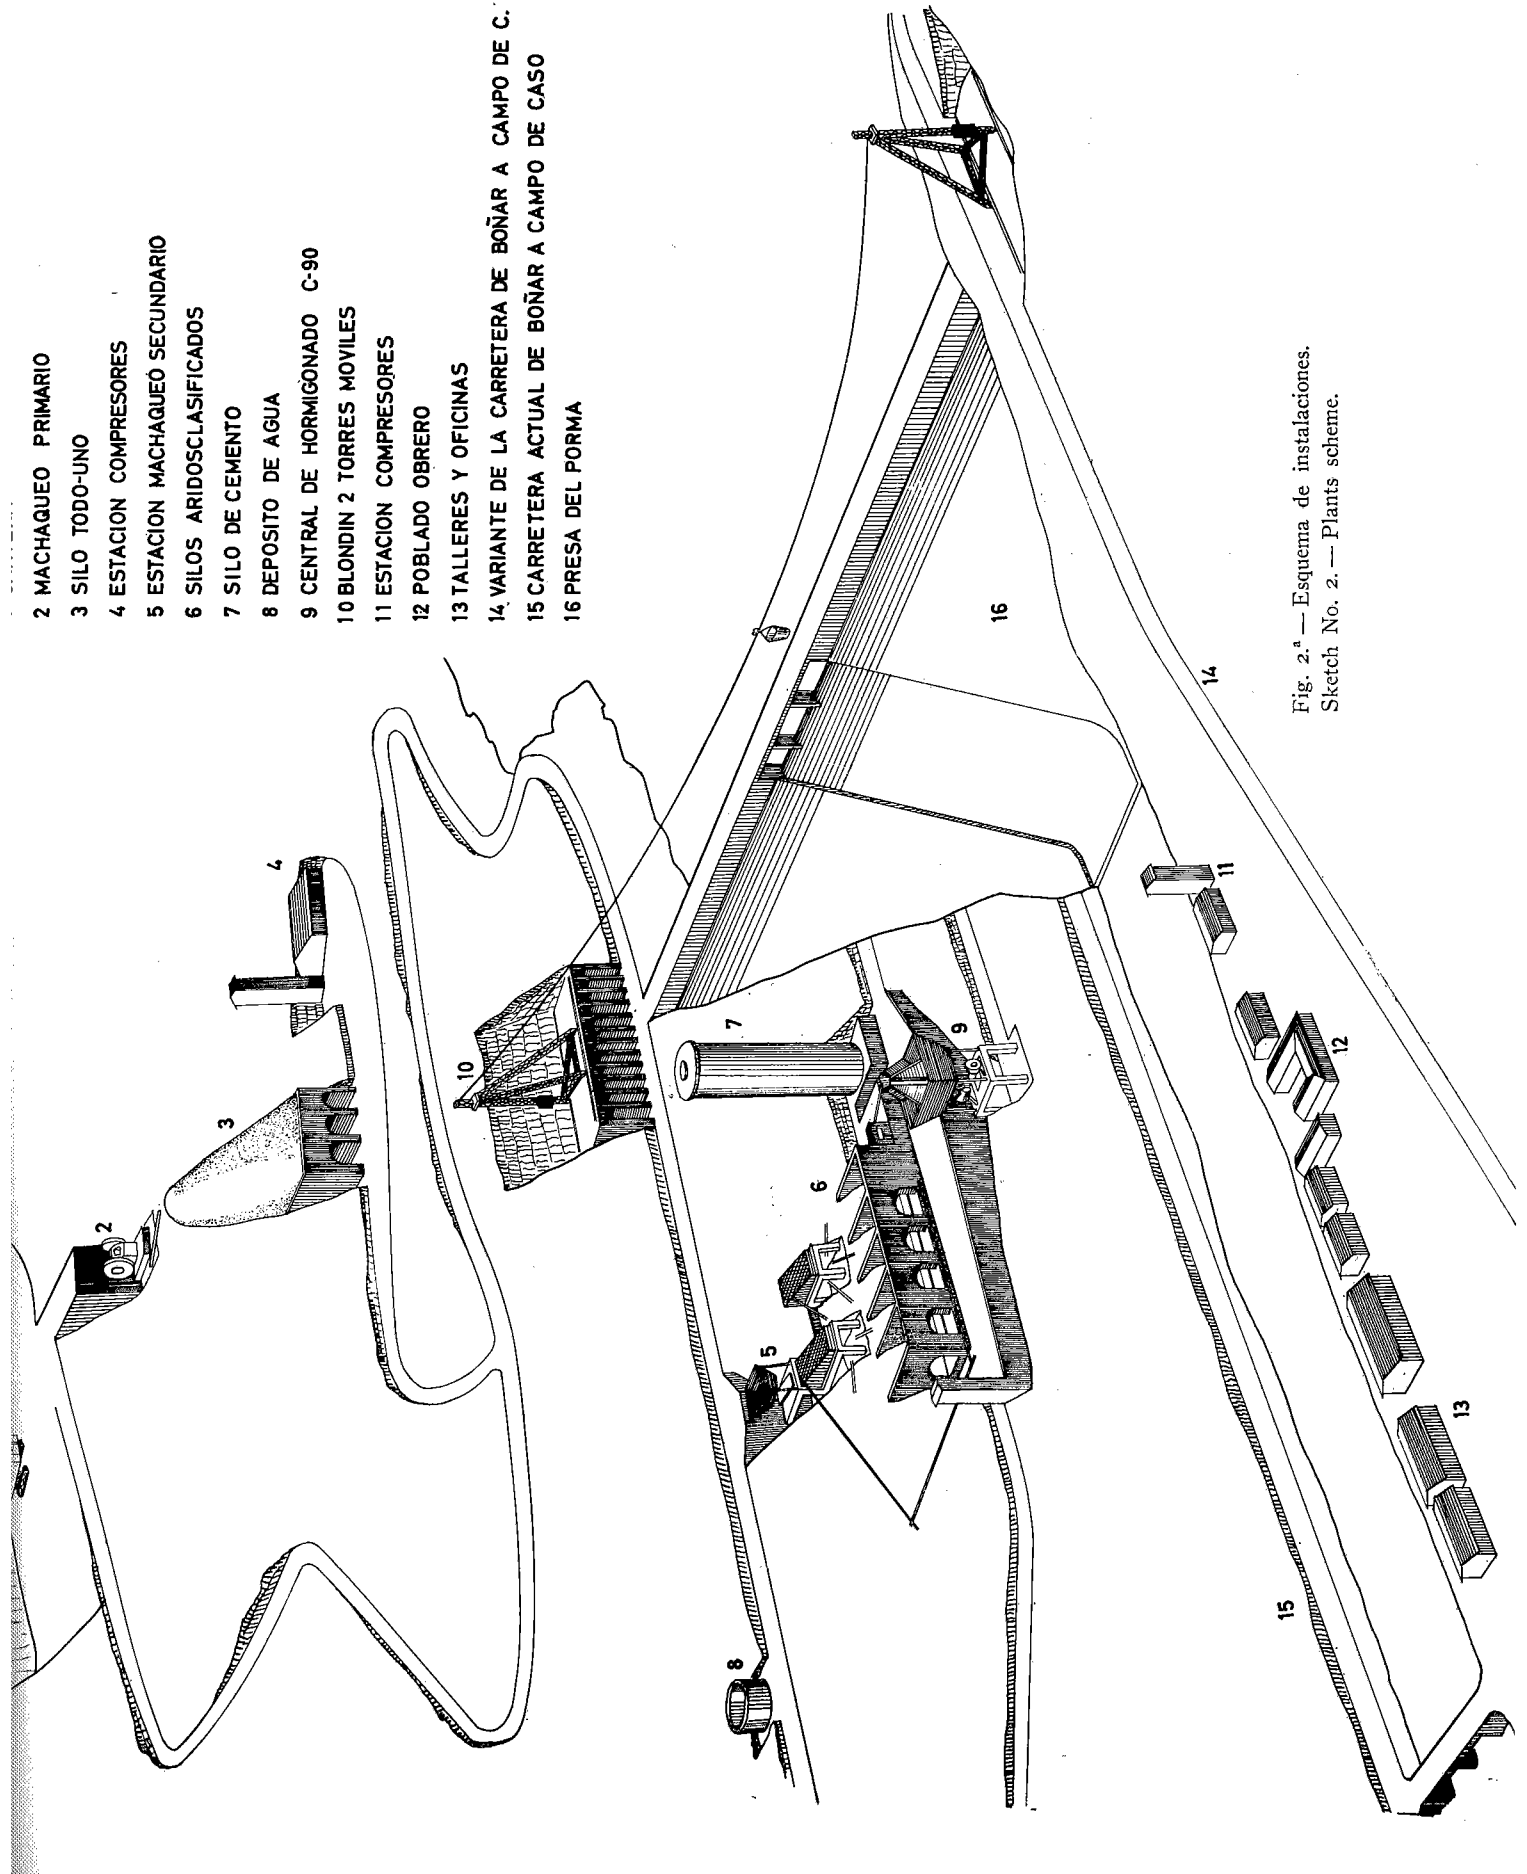 2 MACHAQUEO PRIMARIO
3 SILO TODO-UNO
4 ESTACION COMPRESORES
5 ESTACION MACHAQUEO SECUNDARIO
6 SILOS ARIDOSCLASIFICADOS
7 SILO DE CEMENTO
8 DEPOSITO DE AGUA
9 CENTRAL DE HORMIGONADO C-90
10 BLONDIN 2 TORRES MOVILES
11 ESTACION COMPRESORES
12 POBLADO OBRERO
13 TALLERES Y OFICINAS
14 VARIANTE DE LA CARRETERA DE BOÑAR A CAMPO DE C.
15 CARRETERA ACTUAL DE BOÑAR A CAMPO DE CASO
16 PRESA DEL PORMA
2
3
4
10
5
6
7
8
9
16
11
12
13
14
15
Fig. 2.ª — Esquema de instalaciones.
Sketch No. 2. — Plants scheme.